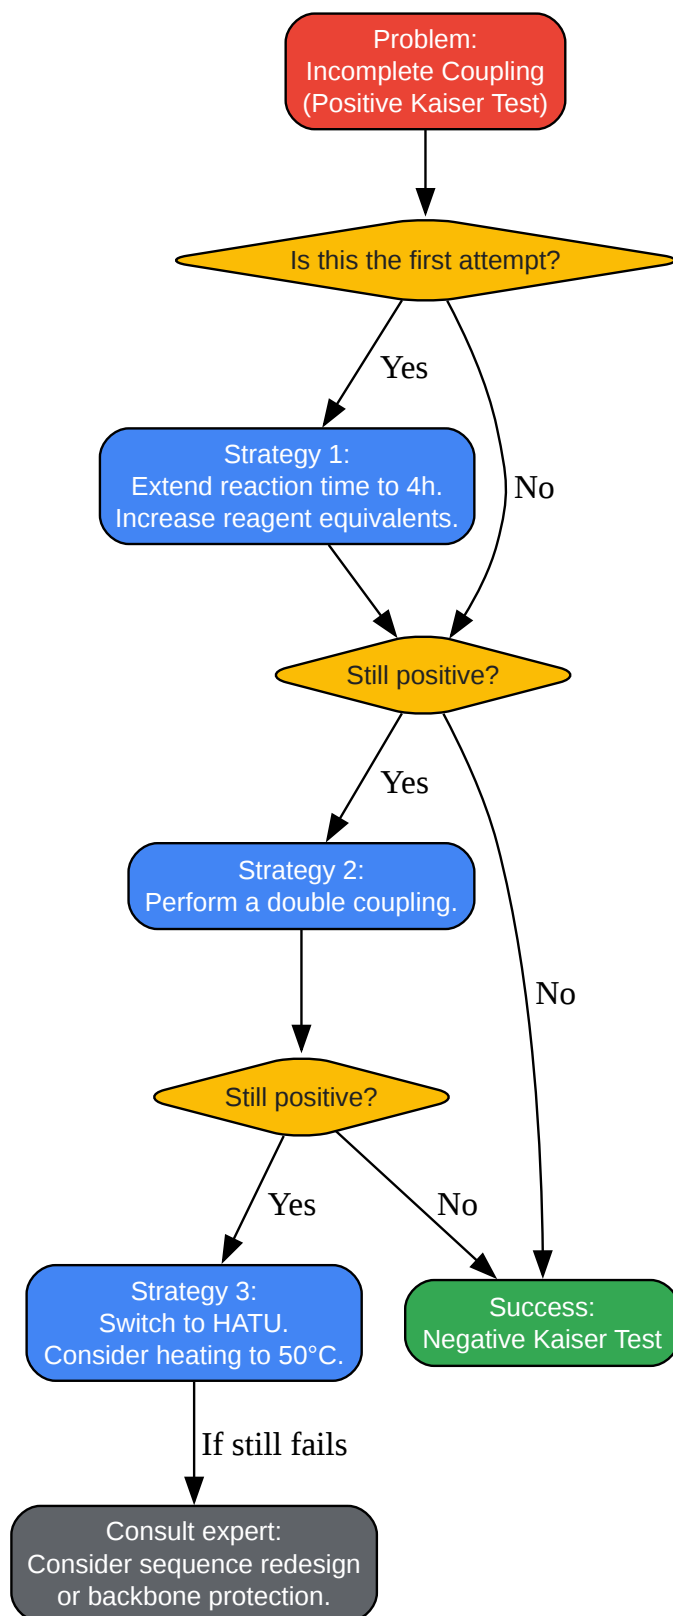 Problem:
Incomplete Coupling
(Positive Kaiser Test)
Is this the first attempt?
Yes
Strategy 1:
Extend reaction time to 4h.
Increase reagent equivalents.
No
Still positive?
Yes
Strategy 2:
Perform a double coupling.
No
Still positive?
Yes
No
Strategy 3:
Switch to HATU.
Consider heating to 50°C.
Success:
Negative Kaiser Test
If still fails
Consult expert:
Consider sequence redesign
or backbone protection.